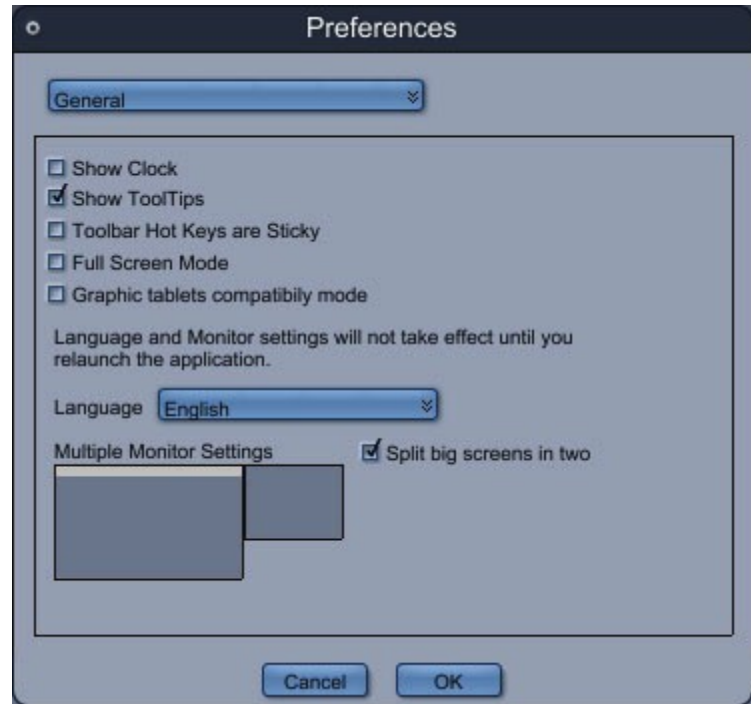 Preferences
General
Show Clock
Show ToolTips
Toolbar Hot Keys are Sticky
Full Screen Mode
Graphic tablets compatibily mode
Language and Monitor settings will not take effect until you
relaunch the application.
Language English
Multiple Monitor Settings Split big screens in two
Cancel OK